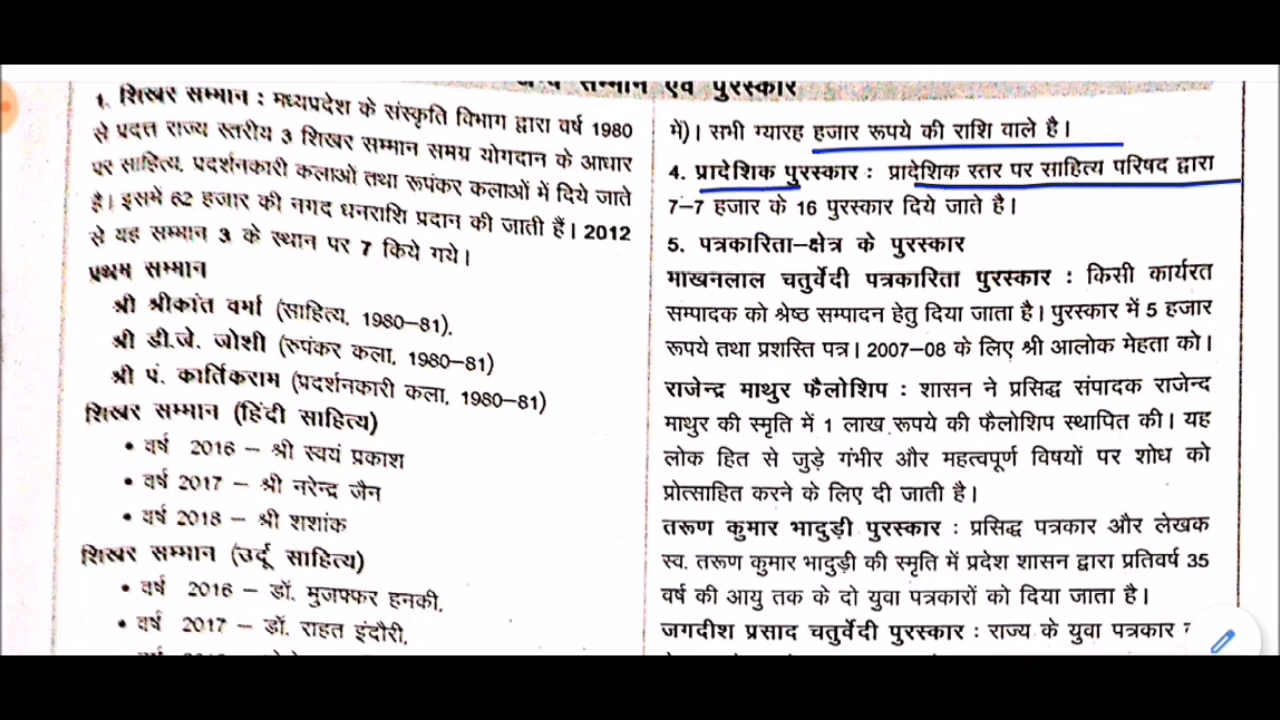 अन्य सम्मान एवं पुरस्कार
1. शिखर सम्मान : मध्यप्रदेश के संस्कृति विभाग द्वारा वर्ष 1980
से प्रदत्त राज्य स्तरीय 3 शिखर सम्मान समग्र योगदान के आधार
पर साहित्य, प्रदर्शनकारी कलाओं तथा रूपंकर कलाओं में दिये जाते
है। इसमें 62 हजार की नगद धनराशि प्रदान की जाती हैं। 2012
से यह सम्मान 3 के स्थान पर 7 किये गये।
प्रथम सम्मान
श्री श्रीकांत वर्मा (साहित्य, 1980–81),
श्री डी.जे. जोशी (रुपंकर कला, 1980–81)
श्री पं. कार्तिकराम (प्रदर्शनकारी कला, 1980–81)
शिखर सम्मान (हिंदी साहित्य)
• वर्ष 2016 – श्री स्वयं प्रकाश
• वर्ष 2017 – श्री नरेन्द्र जैन
• वर्ष 2018 – श्री शशांक
शिखर सम्मान (उर्दू साहित्य)
• वर्ष 2016 – डॉ. मुजफ्फर हनकी,
• वर्ष 2017 – डॉ. राहत इंदौरी,
में)। सभी ग्यारह हजार रूपये की राशि वाले है।
4. प्रादेशिक पुरस्कार : प्रादेशिक स्तर पर साहित्य परिषद द्वारा
7–7 हजार के 16 पुरस्कार दिये जाते है।
5. पत्रकारिता–क्षेत्र के पुरस्कार
माखनलाल चतुर्वेदी पत्रकारिता पुरस्कार : किसी कार्यरत
सम्पादक को श्रेष्ठ सम्पादन हेतु दिया जाता है। पुरस्कार में 5 हजार
रूपये तथा प्रशस्ति पत्र। 2007–08 के लिए श्री आलोक मेहता को।
राजेन्द्र माथुर फैलोशिप : शासन ने प्रसिद्ध संपादक राजेन्द
माथुर की स्मृति में 1 लाख रूपये की फैलोशिप स्थापित की। यह
लोक हित से जुड़े गंभीर और महत्वपूर्ण विषयों पर शोध को
प्रोत्साहित करने के लिए दी जाती है।
तरूण कुमार भादुड़ी पुरस्कार : प्रसिद्ध पत्रकार और लेखक
स्व. तरूण कुमार भादुड़ी की स्मृति में प्रदेश शासन द्वारा प्रतिवर्ष 35
वर्ष की आयु तक के दो युवा पत्रकारों को दिया जाता है।
जगदीश प्रसाद चतुर्वेदी पुरस्कार : राज्य के युवा पत्रकार